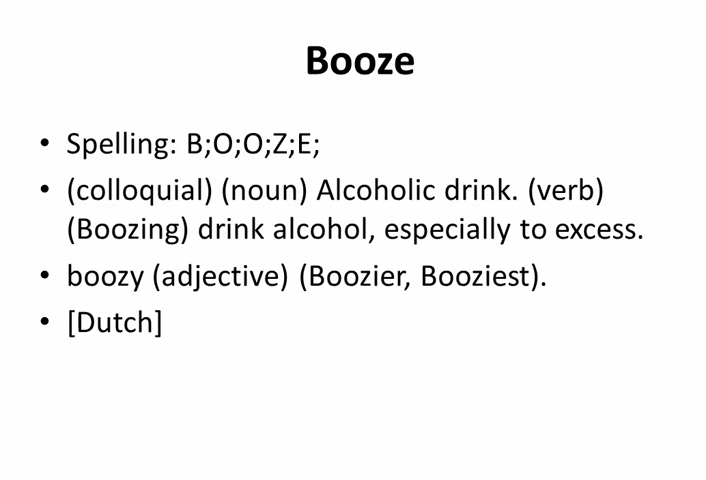 Booze
• Spelling: B;O;O;Z;E;
• (colloquial) (noun) Alcoholic drink. (verb)
(Boozing) drink alcohol, especially to excess.
• boozy (adjective) (Boozier, Booziest).
• [Dutch]